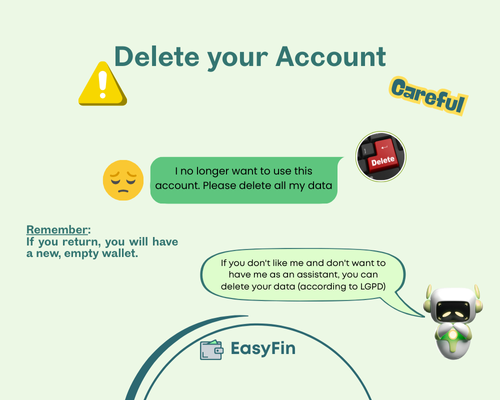 Delete your Account
Careful
Delete
I no longer want to use this
account. Please delete all my data
Remember:
If you return, you will have
a new, empty wallet.
If you don't like me and don't want to
have me as an assistant, you can
delete your data (according to LGPD)
EasyFin